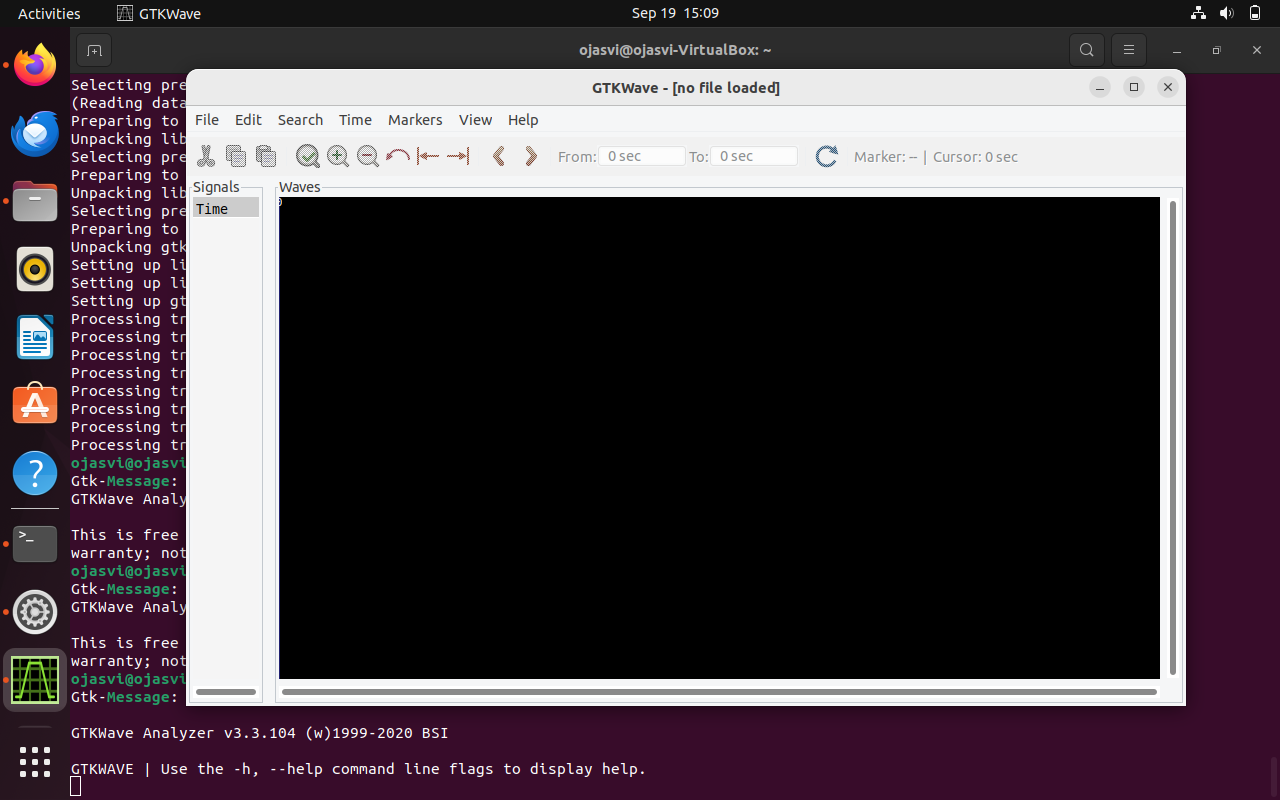 Activities GTKWave Sep 19 15:09
ojasvi@ojasvi-VirtualBox: ~
GTKWave - [no file loaded]
File Edit Search Time Markers View Help
From: 0 sec To: 0 sec Marker: -- | Cursor: 0 sec
Signals Waves
Time
0
Selecting pre
(Reading data
Preparing to
Unpacking lib
Selecting pre
Preparing to
Unpacking lib
Selecting pre
Preparing to
Unpacking gtk
Setting up li
Setting up li
Setting up gt
Processing tr
Processing tr
Processing tr
Processing tr
Processing tr
Processing tr
Processing tr
Processing tr
ojasvi@ojasvi
Gtk-Message:
GTKWave Analy
This is free
warranty; not
ojasvi@ojasvi
Gtk-Message:
GTKWave Analy
This is free
warranty; not
ojasvi@ojasvi
Gtk-Message:
GTKWave Analyzer v3.3.104 (w)1999-2020 BSI
GTKWAVE | Use the -h, --help command line flags to display help.